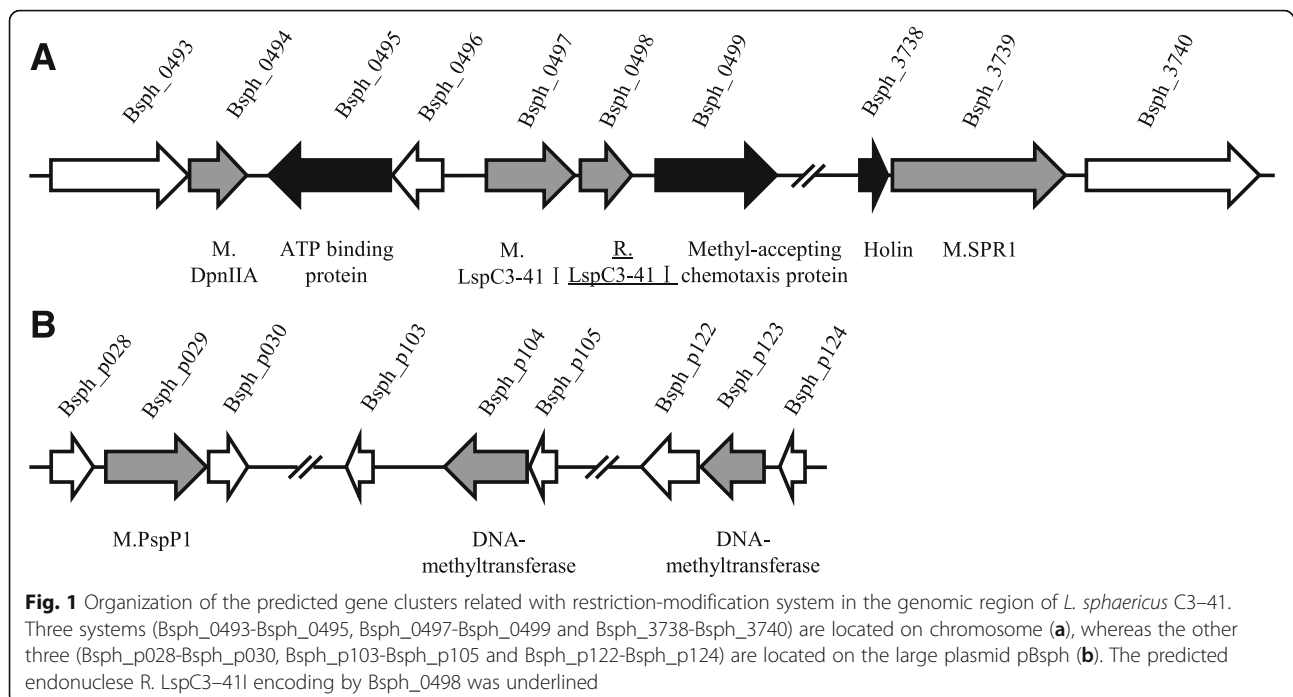 A
Bsph_0493
Bsph_0494
Bsph_0495
Bsph_0496
Bsph_0497
Bsph_0498
Bsph_0499
Bsph_3738
Bsph_3739
Bsph_3740
M.
DpnIIA
ATP binding
protein
M.
LspC3-41 I
R.
LspC3-41 I
Methyl-accepting
chemotaxis protein
Holin
M.SPR1
B
Bsph_p028
Bsph_p029
Bsph_p030
Bsph_p103
Bsph_p104
Bsph_p105
Bsph_p122
Bsph_p123
Bsph_p124
M.PspP1
DNA-
methyltransferase
DNA-
methyltransferase
Fig. 1 Organization of the predicted gene clusters related with restriction-modification system in the genomic region of L. sphaericus C3–41.
Three systems (Bsph_0493-Bsph_0495, Bsph_0497-Bsph_0499 and Bsph_3738-Bsph_3740) are located on chromosome (a), whereas the other
three (Bsph_p028-Bsph_p030, Bsph_p103-Bsph_p105 and Bsph_p122-Bsph_p124) are located on the large plasmid pBsph (b). The predicted
endonuclese R. LspC3–41I encoding by Bsph_0498 was underlined